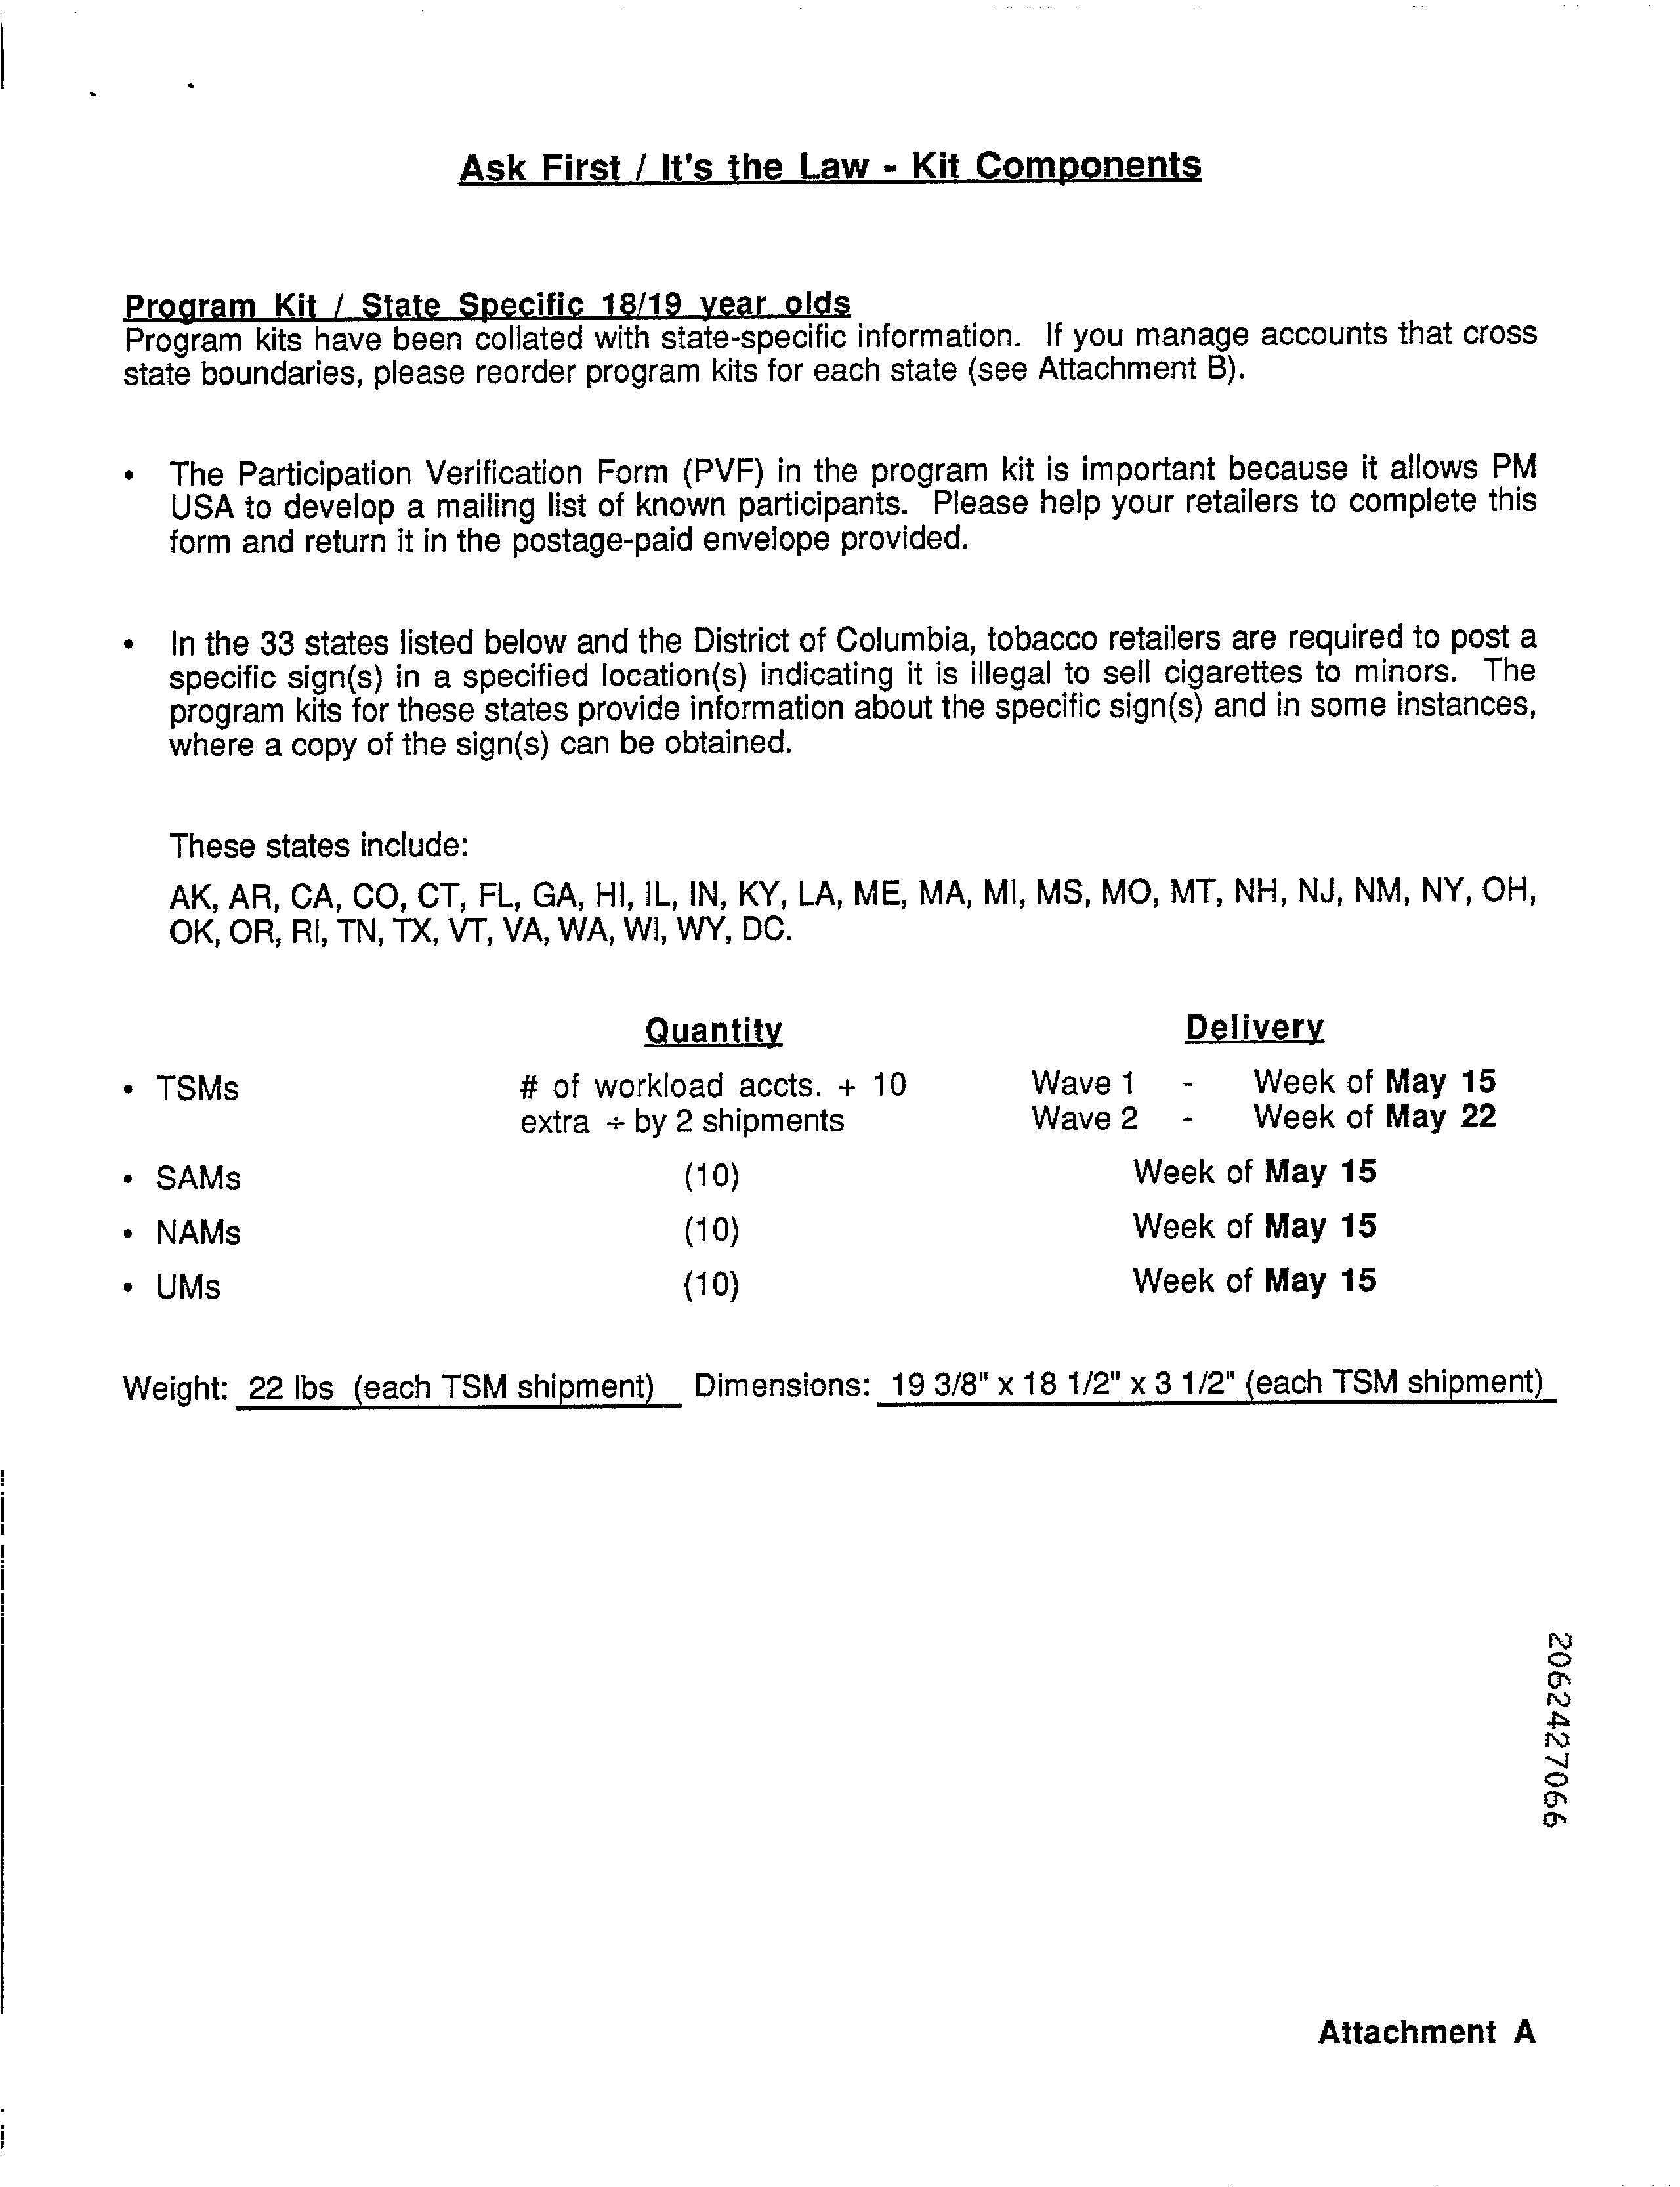 Ask First / It's the Law - Kit Components
Program Kit / State Specific 18/19 year olds
Program kits have been collated with state-specific information. If you manage accounts that cross
state boundaries, please reorder program kits for each state (see Attachment B).
• The Participation Verification Form (PVF) in the program kit is important because it allows PM
USA to develop a mailing list of known participants. Please help your retailers to complete this
form and return it in the postage-paid envelope provided.
• In the 33 states listed below and the District of Columbia, tobacco retailers are required to post a
specific sign(s) in a specified location(s) indicating it is illegal to sell cigarettes to minors. The
program kits for these states provide information about the specific sign(s) and in some instances,
where a copy of the sign(s) can be obtained.
These states include:
AK, AR, CA, CO, CT, FL, GA, HI, IL, IN, KY, LA, ME, MA, MI, MS, MO, MT, NH, NJ, NM, NY, OH,
OK, OR, RI, TN, TX, VT, VA, WA, WI, WY, DC.
Quantity Delivery
• TSMs # of workload accts. + 10 Wave 1 - Week of May 15
extra ÷ by 2 shipments Wave 2 - Week of May 22
• SAMs (10) Week of May 15
• NAMs (10) Week of May 15
• UMs (10) Week of May 15
Weight: 22 lbs (each TSM shipment) Dimensions: 19 3/8" x 18 1/2" x 3 1/2" (each TSM shipment)
2062427066
Attachment A